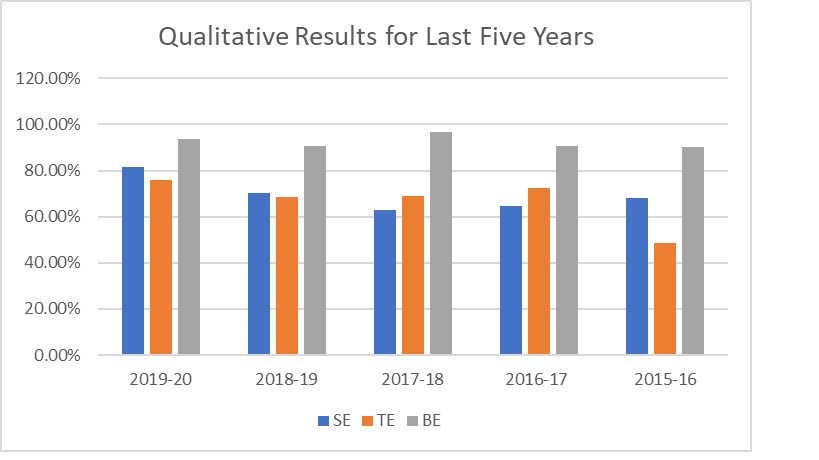 Qualitative Results for Last Five Years
120.00%
100.00%
80.00%
60.00%
40.00%
20.00%
0.00%
2019-20 2018-19 2017-18 2016-17 2015-16
SE TE BE